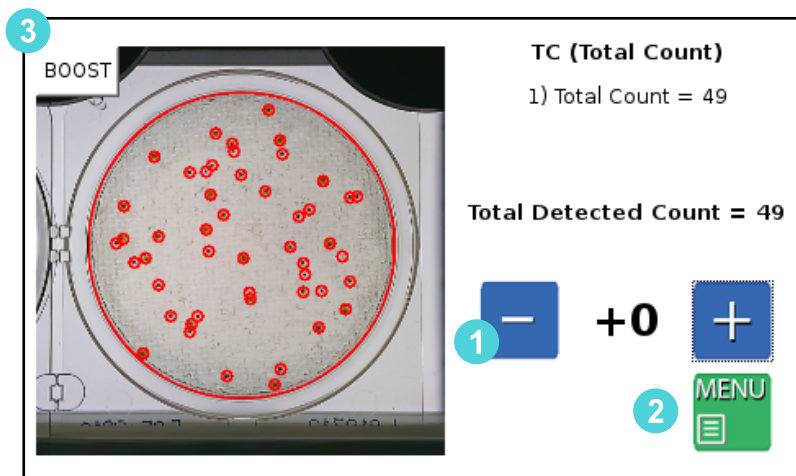 3
BOOST
TC (Total Count)
1) Total Count = 49
Total Detected Count = 49
1
−
+0
+
2
MENU